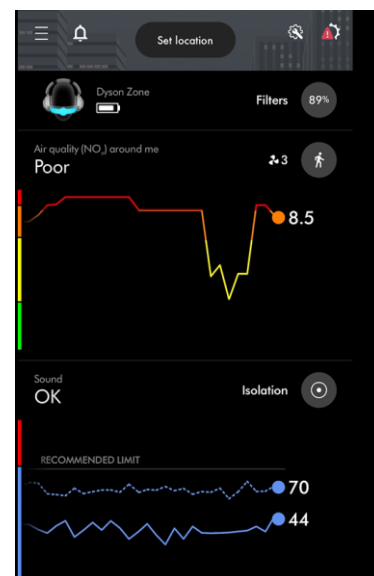 Set location
Dyson Zone
Filters
89%
Air quality (NO₂) around me
Poor
3
8.5
Sound
OK
Isolation
RECOMMENDED LIMIT
70
44